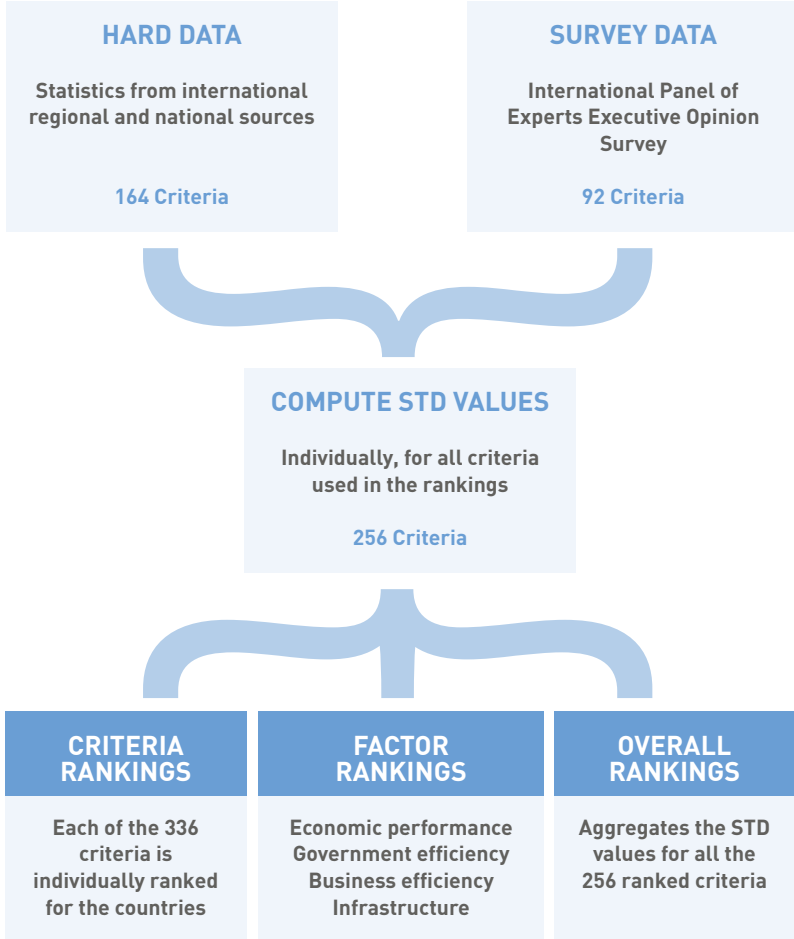 HARD DATA
Statistics from international
regional and national sources
164 Criteria
SURVEY DATA
International Panel of
Experts Executive Opinion
Survey
92 Criteria
COMPUTE STD VALUES
Individually, for all criteria
used in the rankings
256 Criteria
CRITERIA
RANKINGS
Each of the 336
criteria is
individually ranked
for the countries
FACTOR
RANKINGS
Economic performance
Government efficiency
Business efficiency
Infrastructure
OVERALL
RANKINGS
Aggregates the STD
values for all the
256 ranked criteria